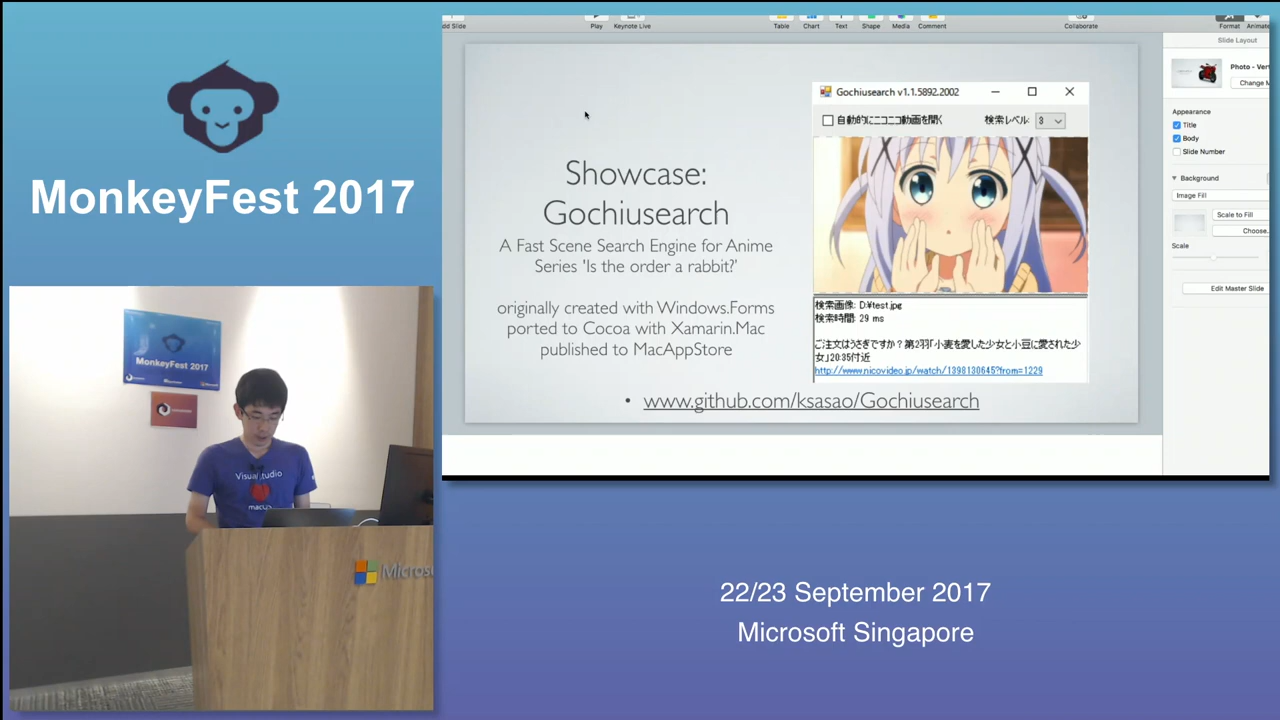 MonkeyFest 2017
MonkeyFest 2017
Visual Studio
mac
Microsoft
dd Slide
Play
Keynote Live
Table
Chart
Text
Shape
Media
Comment
Collaborate
Format
Animate
Showcase:
Gochiusearch
A Fast Scene Search Engine for Anime
Series 'Is the order a rabbit?'
originally created with Windows.Forms
ported to Cocoa with Xamarin.Mac
published to MacAppStore
• www.github.com/ksasao/Gochiusearch
Gochiusearch v1.1.5892.2002
自動的にニコニコ動画を開く
検索レベル: 3
検索画像: D:¥test.jpg
検索時間: 29 ms
ご注文はうさぎですか？第2羽「小麦を愛した少女と小豆に愛された少
女」20:35付近
http://www.nicovideo.jp/watch/1398130645?from=1229
Slide Layout
Photo - Ver
Change M
Appearance
Title
Body
Slide Number
Background
Image Fill
Scale to Fill
Choose...
Scale
Edit Master Slide
22/23 September 2017
Microsoft Singapore